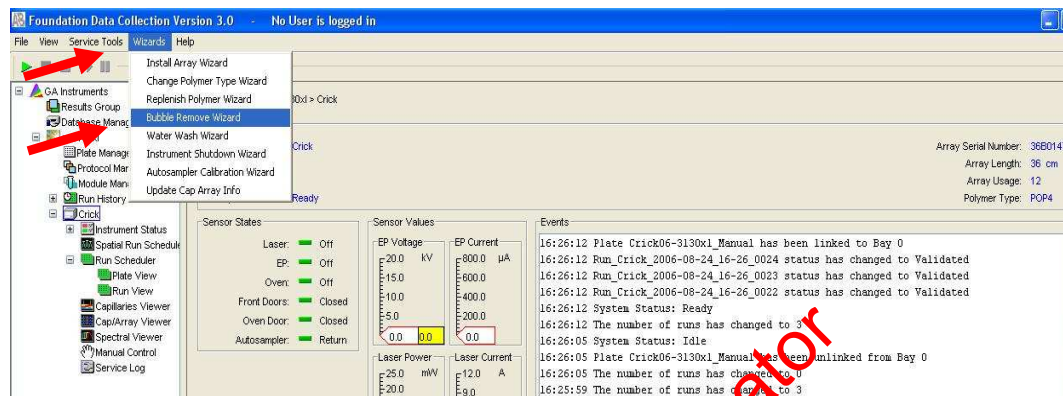 Foundation Data Collection Version 3.0 - No User is logged in
File View Service Tools Wizards Help
Install Array Wizard
Change Polymer Type Wizard
Replenish Polymer Wizard
Bubble Remove Wizard
Water Wash Wizard
Instrument Shutdown Wizard
Autosampler Calibration Wizard
Update Cap Array Info
GA Instruments
Results Group
Database Manag
Plate Manage
Protocol Mar
Module Man
Run History
Crick
Instrument Status
Spatial Run Schedule
Run Scheduler
Plate View
Run View
Capillaries Viewer
Cap/Array Viewer
Spectral Viewer
Manual Control
Service Log
30xl > Crick
Crick
Ready
Array Serial Number: 36B014
Array Length: 36 cm
Array Usage: 12
Polymer Type: POP4
Sensor States
Laser: Off
EP: Off
Oven: Off
Front Doors: Closed
Oven Door: Closed
Autosampler: Return
Sensor Values
EP Voltage
20.0 kV
15.0
10.0
5.0
0.0 0.0
EP Current
800.0 µA
600.0
400.0
200.0
0.0
Laser Power
25.0 mW
20.0
Laser Current
12.0 A
9.0
Events
16:26:12 Plate Crick06-3130xl_Manual has been linked to Bay 0
16:26:12 Run_Crick_2006-08-24_16-26_0024 status has changed to Validated
16:26:12 Run_Crick_2006-08-24_16-26_0023 status has changed to Validated
16:26:12 Run_Crick_2006-08-24_16-26_0022 status has changed to Validated
16:26:12 System Status: Ready
16:26:12 The number of runs has changed to 3
16:26:05 System Status: Idle
16:26:05 Plate Crick06-3130xl_Manual has been unlinked from Bay 0
16:26:05 The number of runs has changed to 0
16:25:59 The number of runs has changed to 3
ator